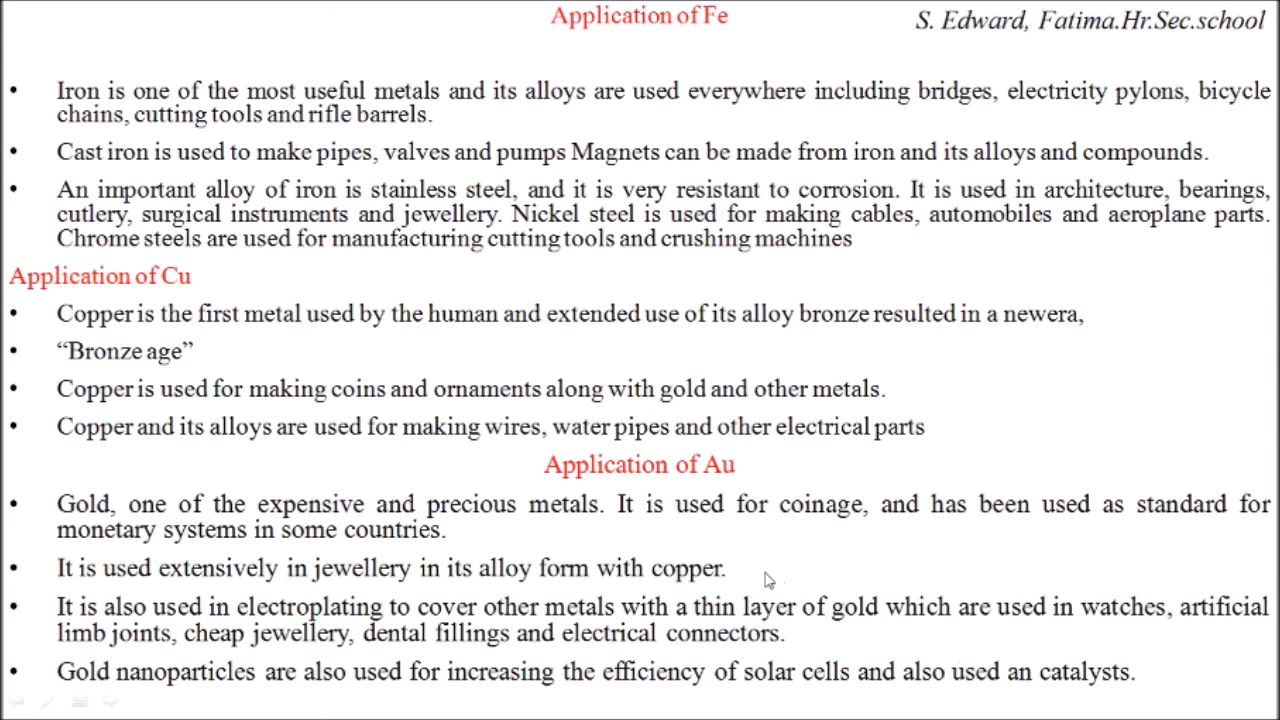 Application of Fe
S. Edward, Fatima.Hr.Sec.school
• Iron is one of the most useful metals and its alloys are used everywhere including bridges, electricity pylons, bicycle
chains, cutting tools and rifle barrels.
• Cast iron is used to make pipes, valves and pumps Magnets can be made from iron and its alloys and compounds.
• An important alloy of iron is stainless steel, and it is very resistant to corrosion. It is used in architecture, bearings,
cutlery, surgical instruments and jewellery. Nickel steel is used for making cables, automobiles and aeroplane parts.
Chrome steels are used for manufacturing cutting tools and crushing machines
Application of Cu
• Copper is the first metal used by the human and extended use of its alloy bronze resulted in a newera,
• “Bronze age”
• Copper is used for making coins and ornaments along with gold and other metals.
• Copper and its alloys are used for making wires, water pipes and other electrical parts
Application of Au
• Gold, one of the expensive and precious metals. It is used for coinage, and has been used as standard for
monetary systems in some countries.
• It is used extensively in jewellery in its alloy form with copper.
• It is also used in electroplating to cover other metals with a thin layer of gold which are used in watches, artificial
limb joints, cheap jewellery, dental fillings and electrical connectors.
• Gold nanoparticles are also used for increasing the efficiency of solar cells and also used an catalysts.